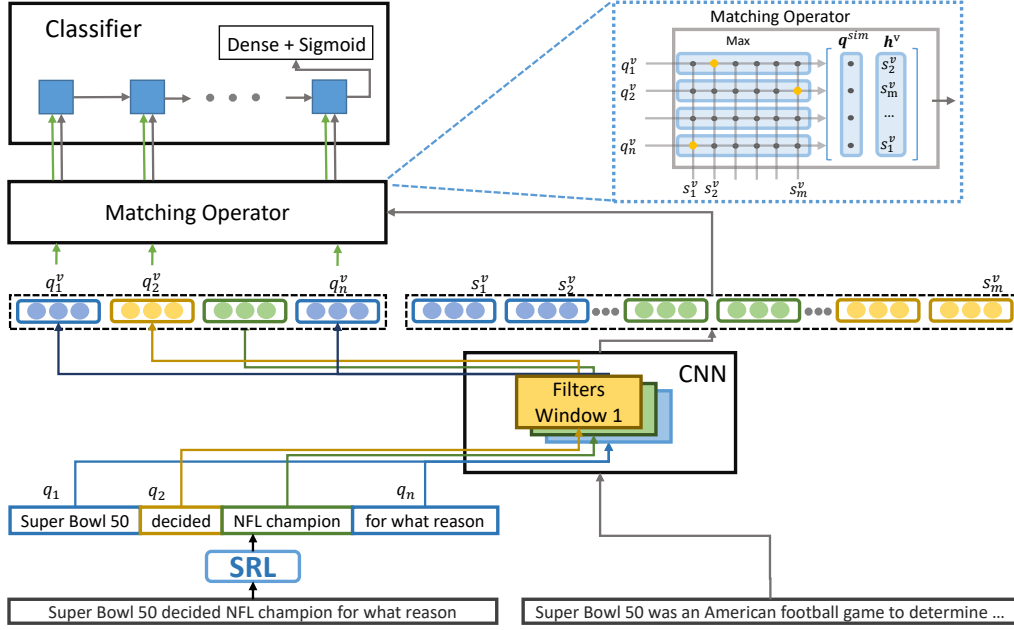 Classifier
Dense + Sigmoid
Matching Operator
Max
q^{sim} h^v
q_1^v
s_2^v
q_2^v
s_m^v
...
q_n^v
s_1^v
s_1^v s_2^v s_m^v
Matching Operator
q_1^v q_2^v q_n^v
s_1^v s_2^v s_m^v
CNN
Filters
Window 1
q_1 q_2 q_n
Super Bowl 50 decided NFL champion for what reason
SRL
Super Bowl 50 decided NFL champion for what reason
Super Bowl 50 was an American football game to determine ...